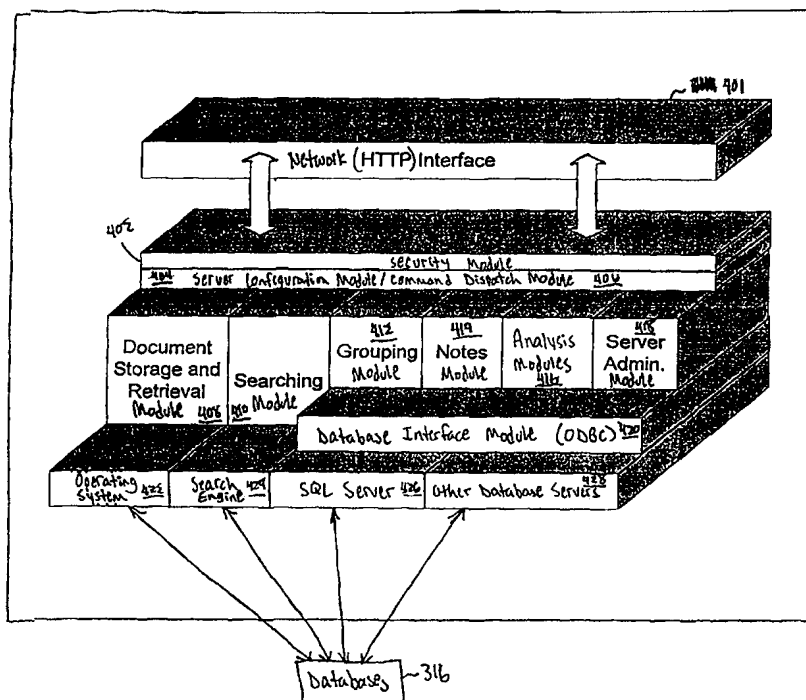 401
Network (HTTP) Interface
402
Security Module
404 Server Configuration Module/Command Dispatch Module 406
Document Storage and Retrieval Module 408
Searching Module 410
412 Grouping Module
414 Notes Module
Analysis Modules 416
418 Server Admin. Module
Database Interface Module (ODBC) 420
Operating System 422
Search Engine 424
SQL Server 426
Other Database Servers 428
Databases 316